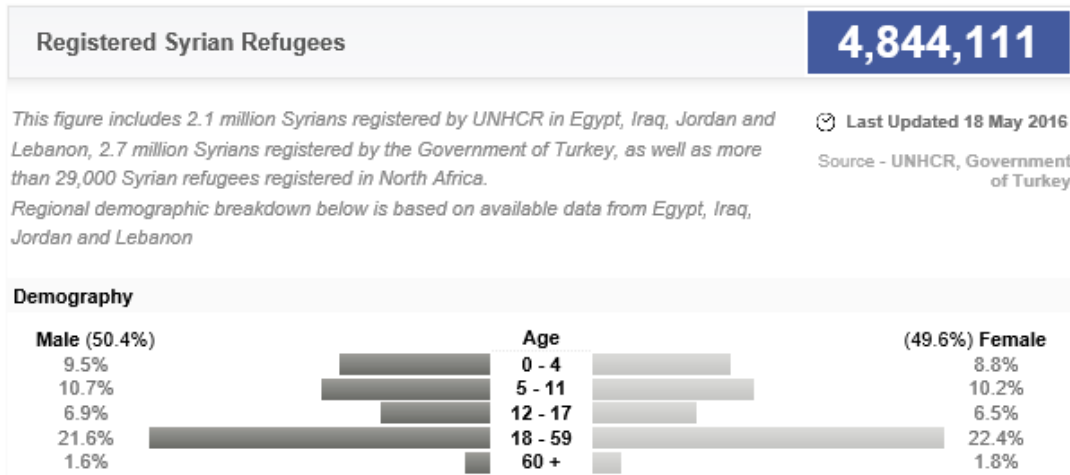 Registered Syrian Refugees 4,844,111
This figure includes 2.1 million Syrians registered by UNHCR in Egypt, Iraq, Jordan and
Lebanon, 2.7 million Syrians registered by the Government of Turkey, as well as more
than 29,000 Syrian refugees registered in North Africa.
Regional demographic breakdown below is based on available data from Egypt, Iraq,
Jordan and Lebanon
Last Updated 18 May 2016
Source - UNHCR, Government
of Turkey
Demography
Male (50.4%) Age (49.6%) Female
9.5% 0 - 4 8.8%
10.7% 5 - 11 10.2%
6.9% 12 - 17 6.5%
21.6% 18 - 59 22.4%
1.6% 60 + 1.8%